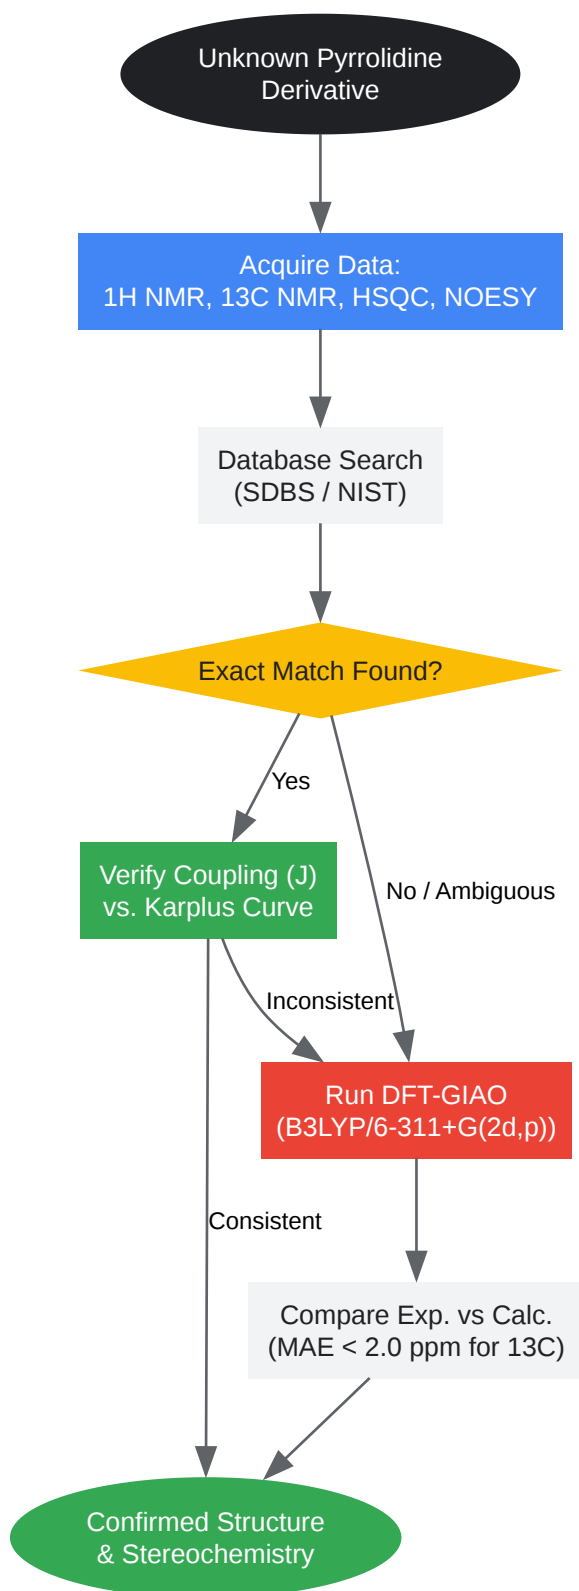 Unknown Pyrrolidine
Derivative
Acquire Data:
1H NMR, 13C NMR, HSQC, NOESY
Database Search
(SDBS / NIST)
Exact Match Found?
Yes
Verify Coupling (J)
vs. Karplus Curve
No / Ambiguous
Inconsistent
Run DFT-GIAO
(B3LYP/6-311+G(2d,p))
Consistent
Compare Exp. vs Calc.
(MAE < 2.0 ppm for 13C)
Confirmed Structure
& Stereochemistry